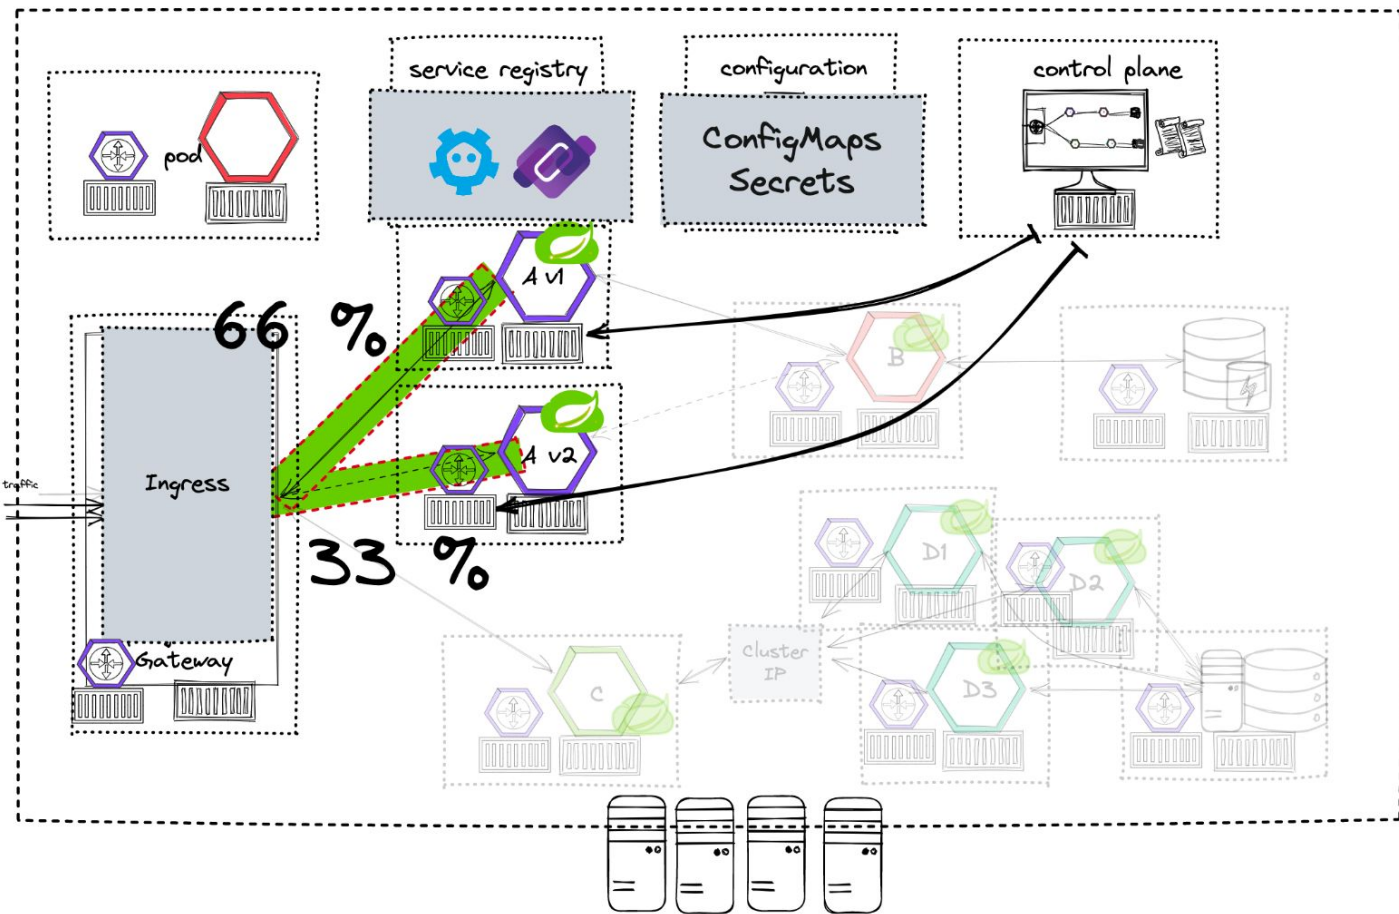 service registry
configuration
control plane
pod
ConfigMaps
Secrets
A v1
66 %
B
A v2
traffic
Ingress
33 %
D1
D2
Cluster
IP
Gateway
C
D3